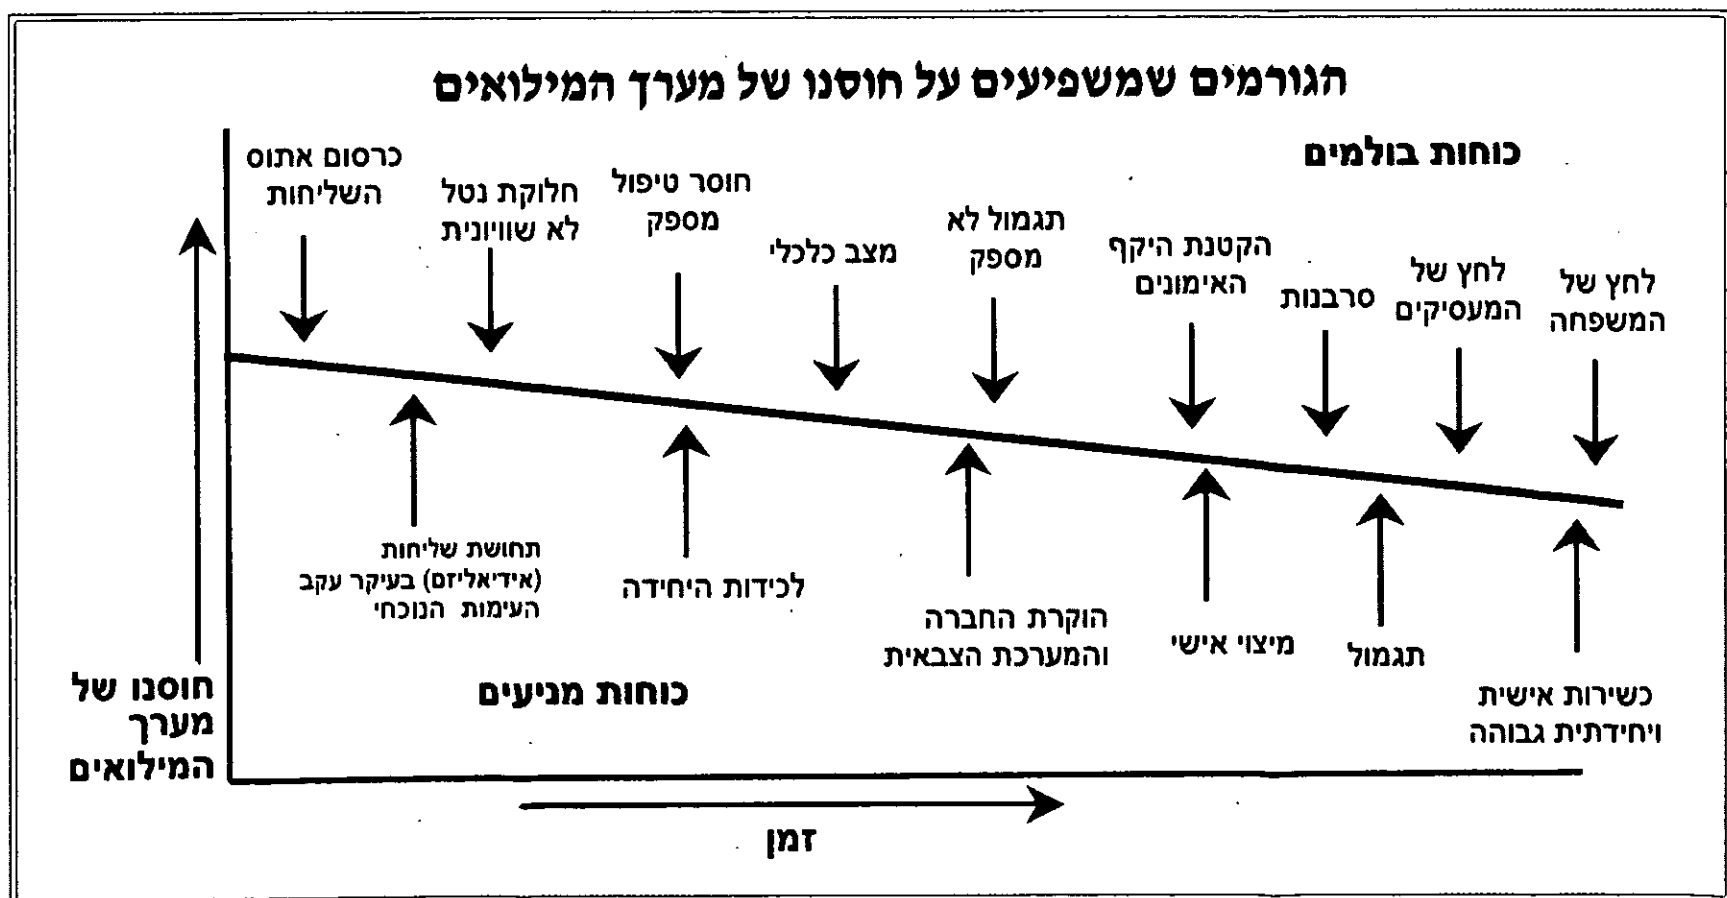 הגורמים שמשפיעים על חוסנו של מערך המילואים
כוחות בולמים
כרסום אתוס
השליחות
חלוקת נטל
לא שוויונית
חוסר טיפול
מספק
מצב כלכלי
תגמול לא
מספק
הקטנת היקף
האימונים
סרבנות
לחץ של
המעסיקים
לחץ של
המשפחה
תחושת שליחות
(אידיאליזם) בעיקר עקב
העימות הנוכחי
לכידות היחידה
הוקרת החברה
והמערכת הצבאית
מיצוי אישי
תגמול
כשירות אישית
ויחידתית גבוהה
כוחות מניעים
חוסנו של
מערך
המילואים
זמן